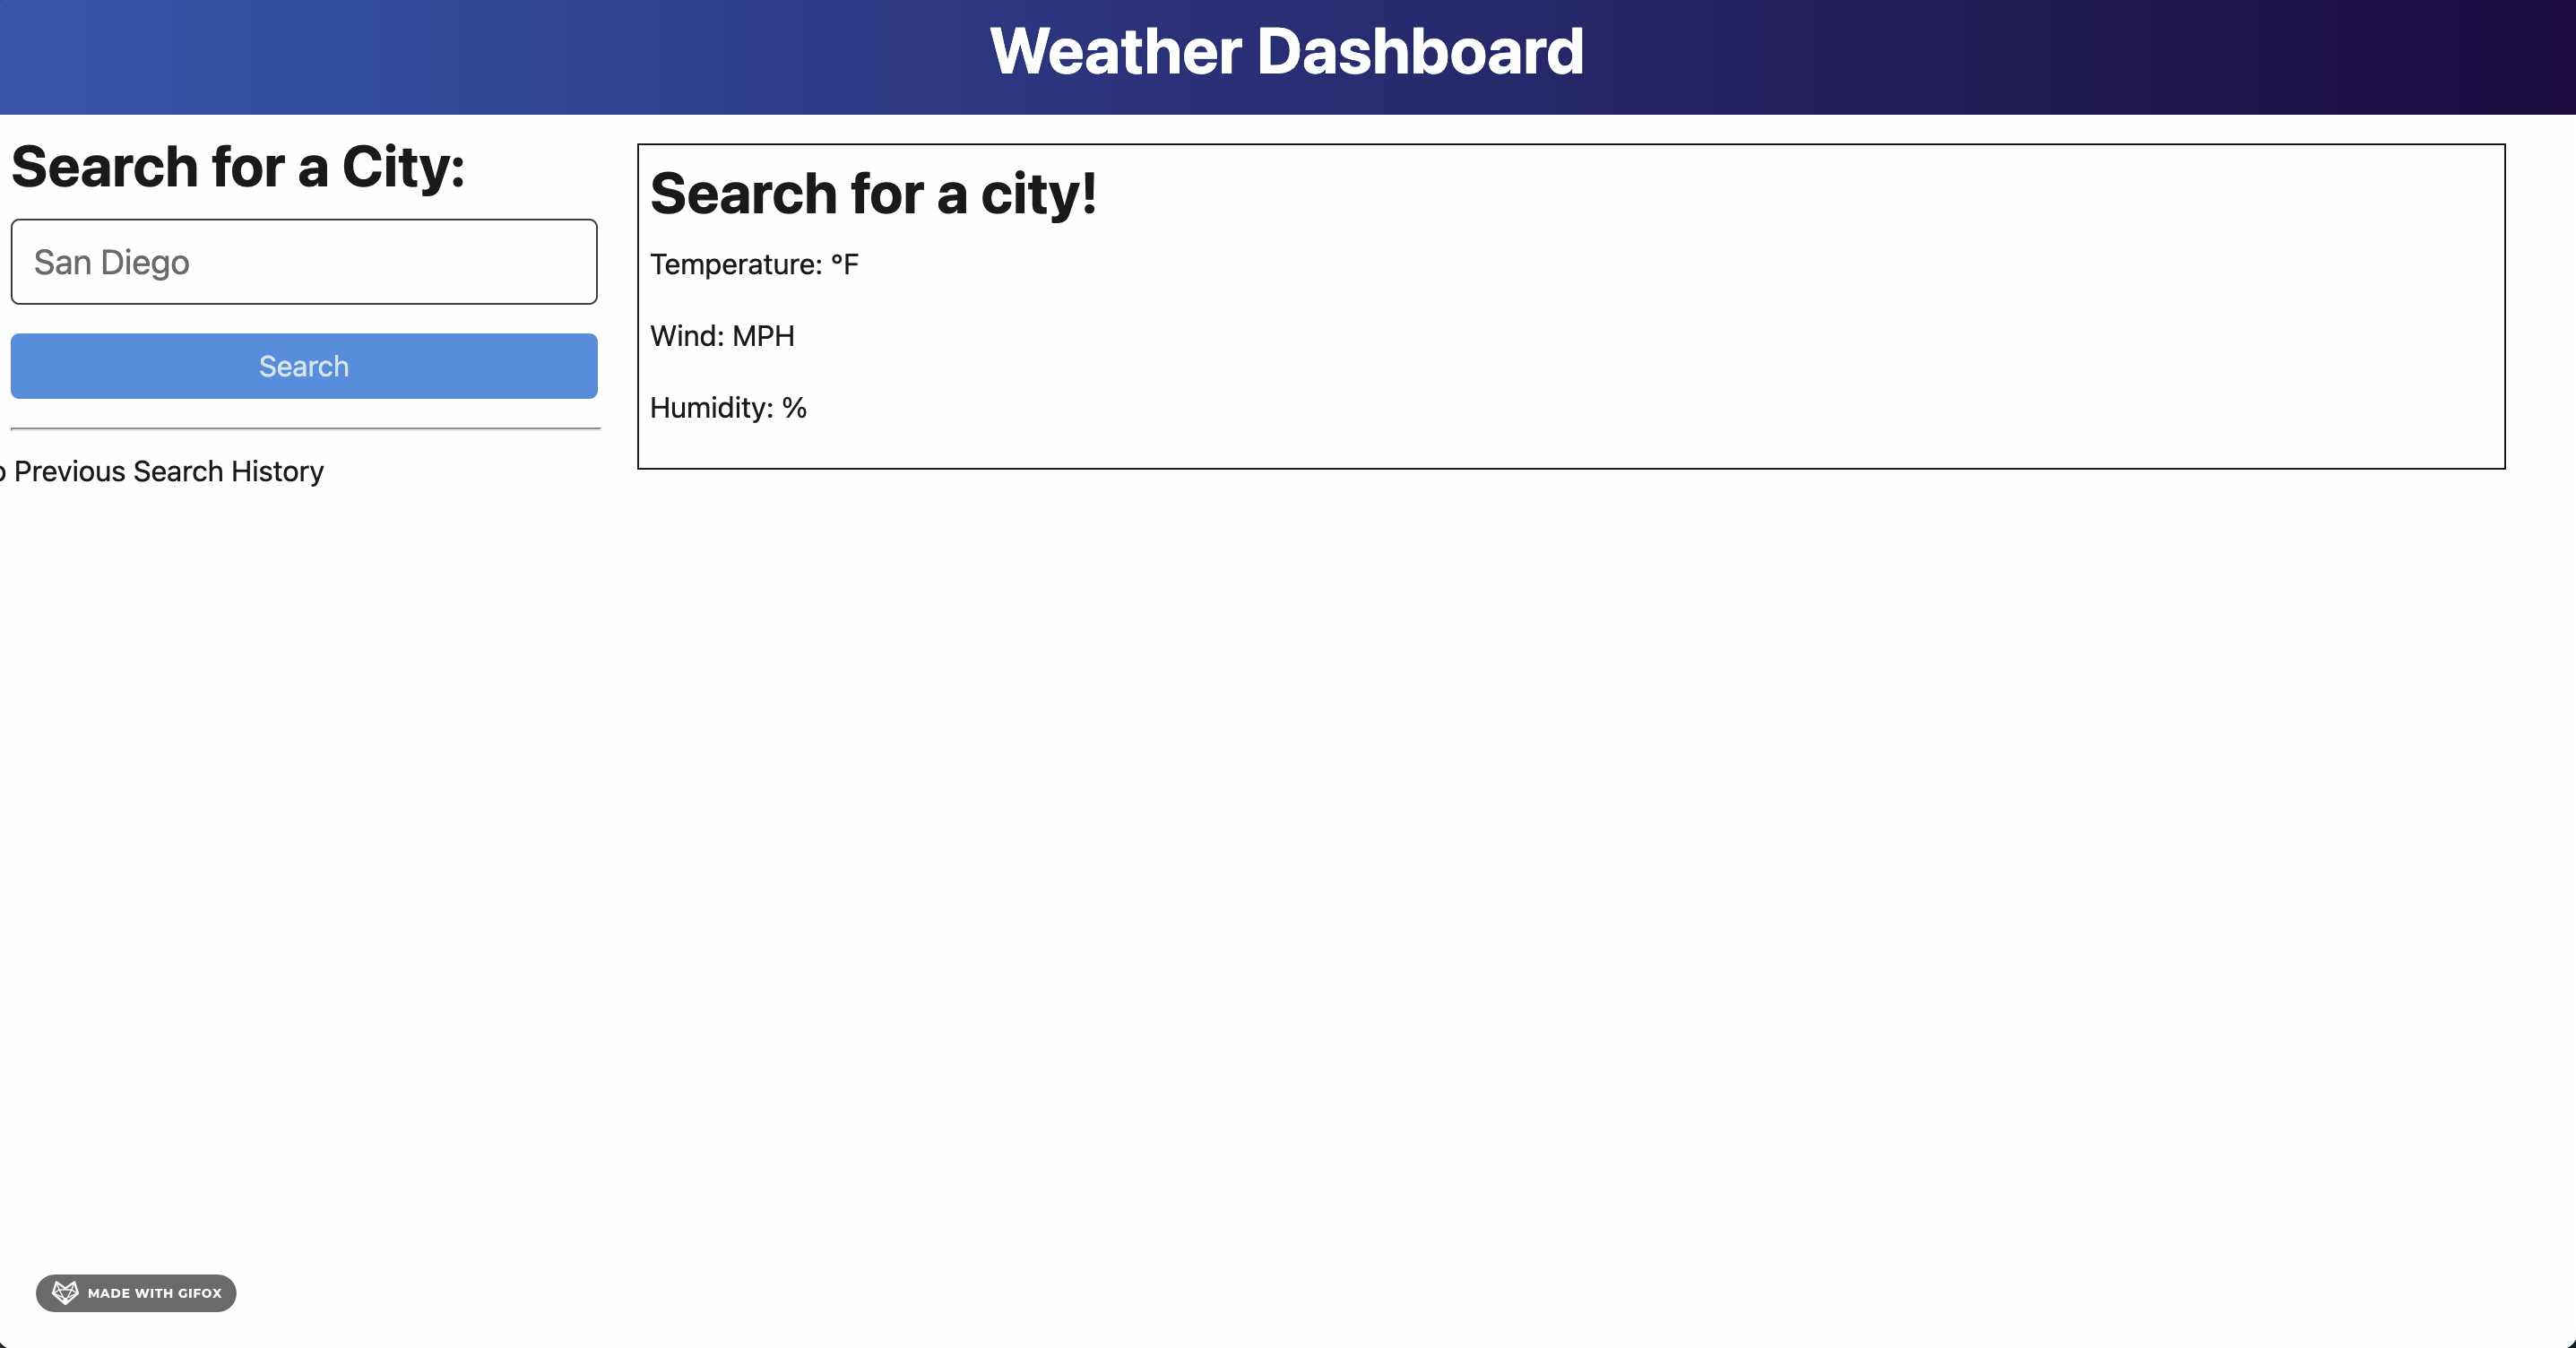 Weather Dashboard
Search for a City:
San Diego
Search
Previous Search History
Search for a city!
Temperature: °F
Wind: MPH
Humidity: %
MADE WITH GIFOX